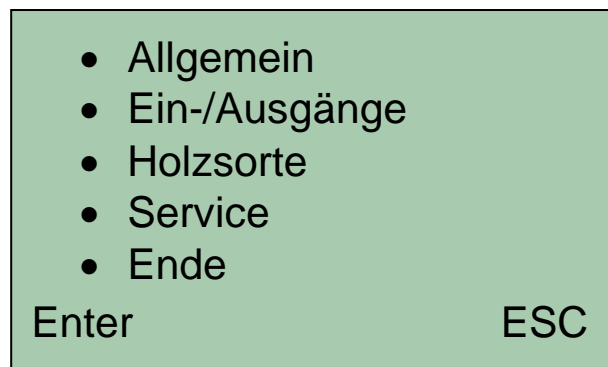 • Allgemein
• Ein-/Ausgänge
• Holzsorte
• Service
• Ende
Enter ESC